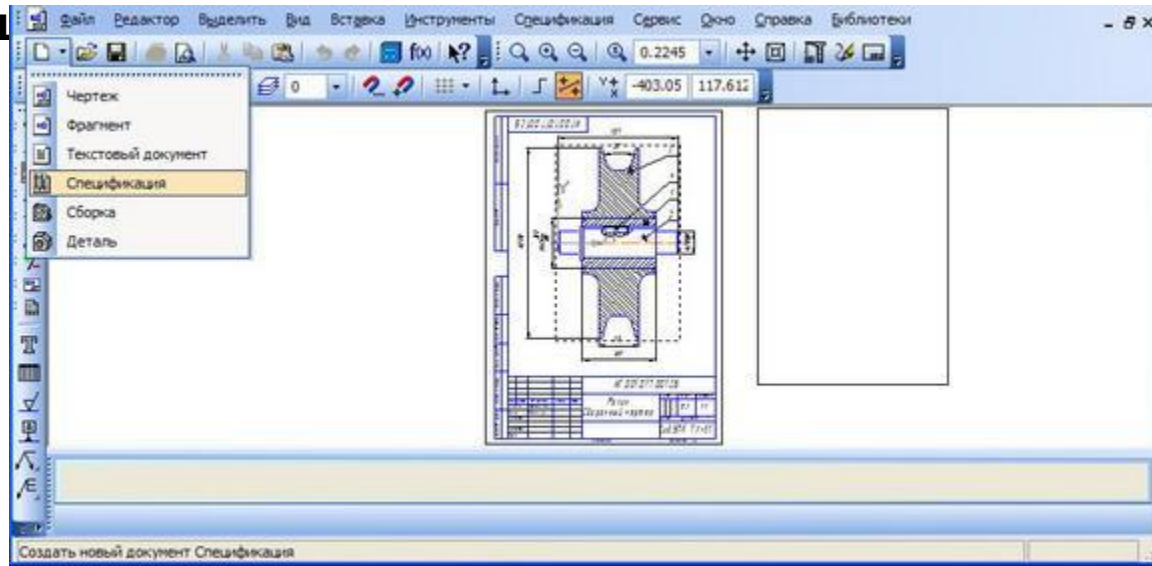 Файл Редактор Выделить Вид Вставка Инструменты Спецификация Сервис Окно Справка Библиотеки
f(x) 0.2245
0 -403.05 117.612
Чертеж
Фрагмент
Текстовый документ
Спецификация
Сборка
Деталь
Создать новый документ Спецификация